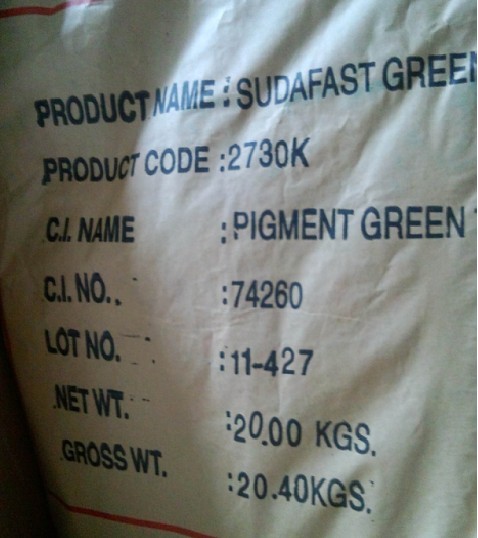 PRODUCT NAME : SUDAFAST GREEN
PRODUCT CODE :2730K
C.I. NAME :PIGMENT GREEN
C.I. NO. :74260
LOT NO. :11-427
NET WT. :20.00 KGS.
GROSS WT. :20.40KGS.